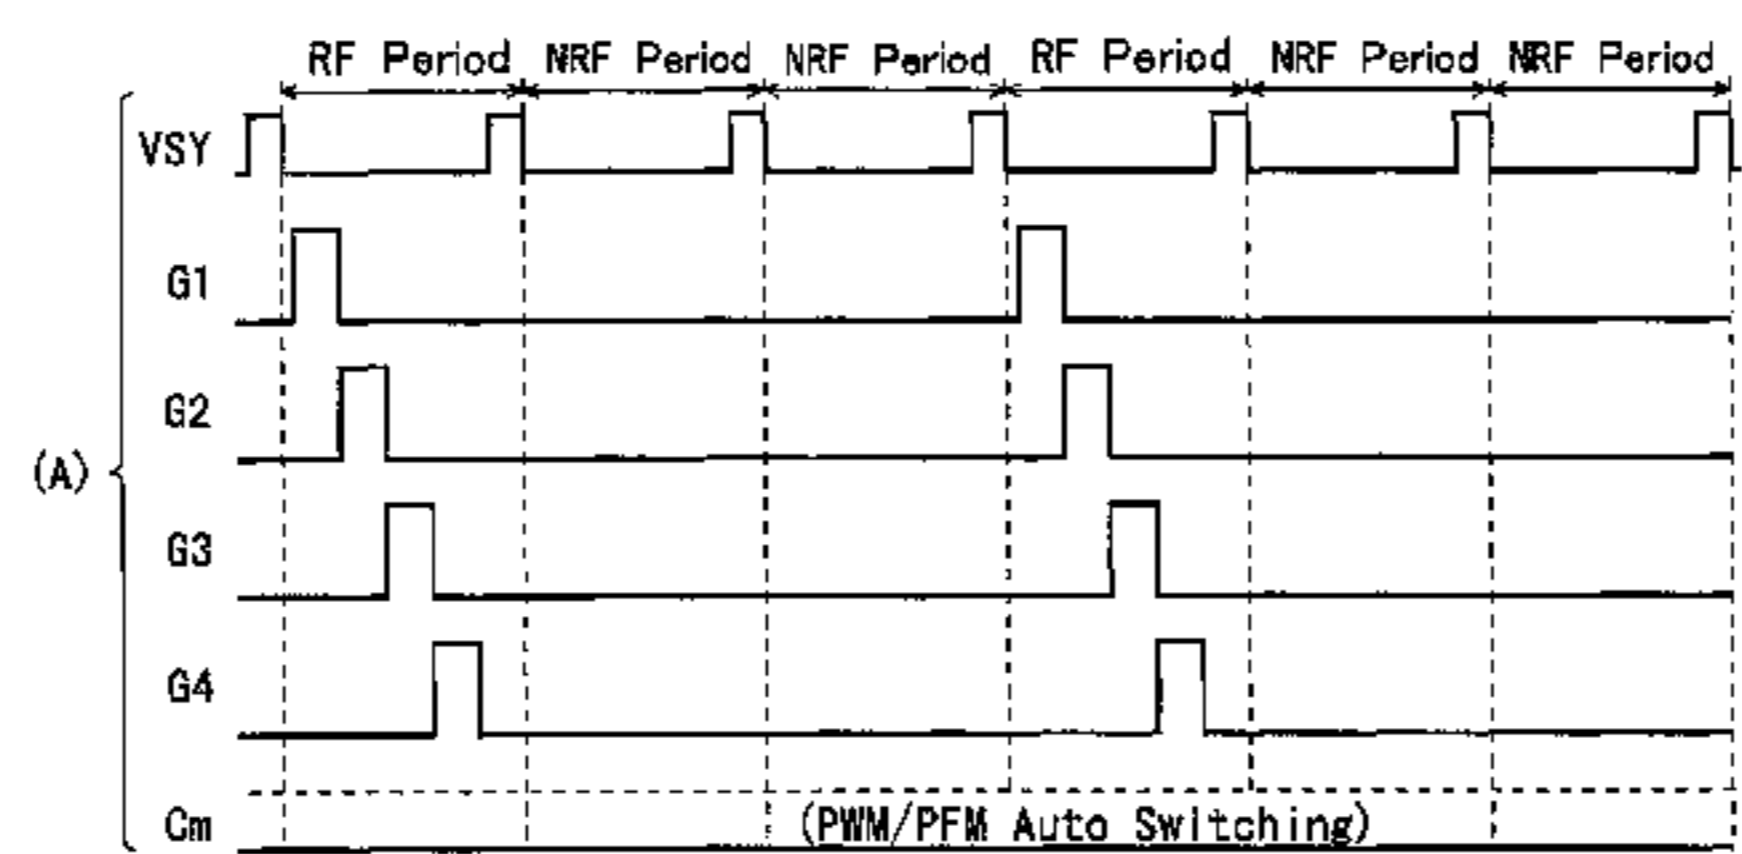 RF Period NRF Period NRF Period RF Period NRF Period NRF Period
VSY
G1
G2
(A)
G3
G4
Cm (PWM/PFM Auto Switching)